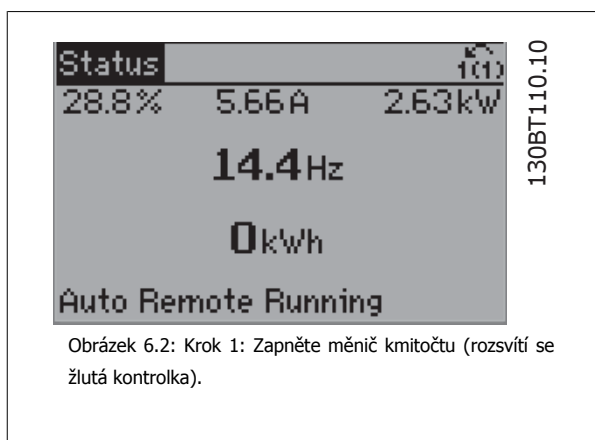 Status
1(1)
28.8% 5.66A 2.63kW
14.4Hz
0kWh
Auto Remote Running
130BT110.10
Obrázek 6.2: Krok 1: Zapněte měnič kmitočtu (rozsvítí se
žlutá kontrolka).